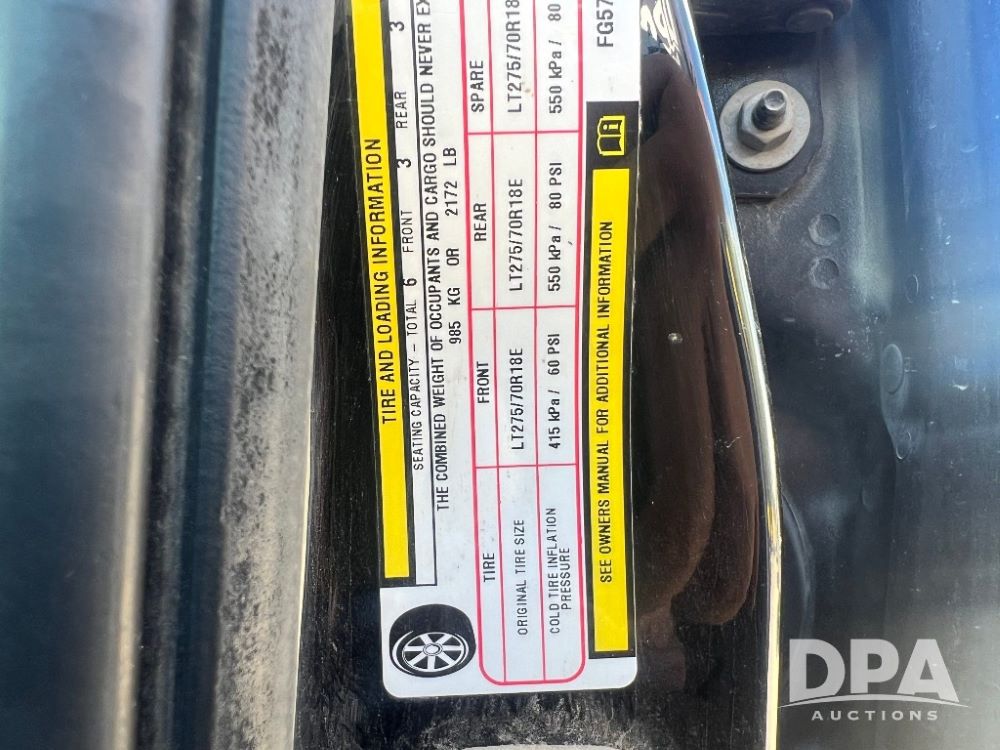 TIRE AND LOADING INFORMATION
SEATING CAPACITY - TOTAL 6 FRONT 3 REAR 3
THE COMBINED WEIGHT OF OCCUPANTS AND CARGO SHOULD NEVER EX
985 KG OR 2172 LB
TIRE FRONT REAR SPARE
ORIGINAL TIRE SIZE LT275/70R18E LT275/70R18E LT275/70R18
COLD TIRE INFLATION PRESSURE 415 kPa / 60 PSI 550 kPa / 80 PSI 550 kPa / 80
SEE OWNERS MANUAL FOR ADDITIONAL INFORMATION
FG57
DPA
AUCTIONS